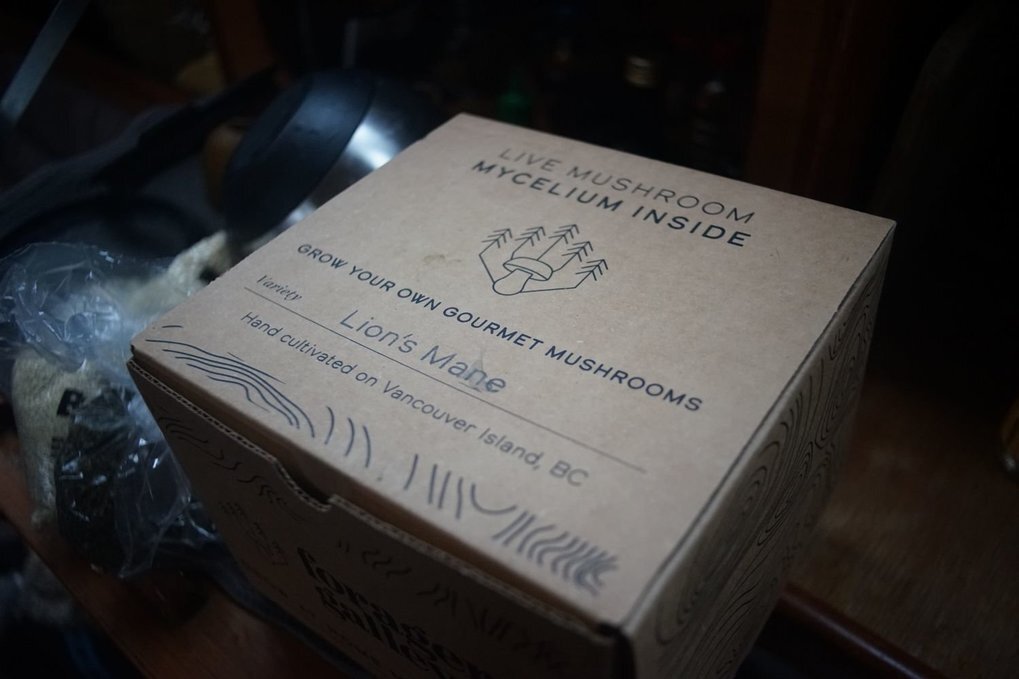 LIVE MUSHROOM
MYCELIUM INSIDE
GROW YOUR OWN GOURMET MUSHROOMS
Variety
Lion's Mane
Hand cultivated on Vancouver Island, BC